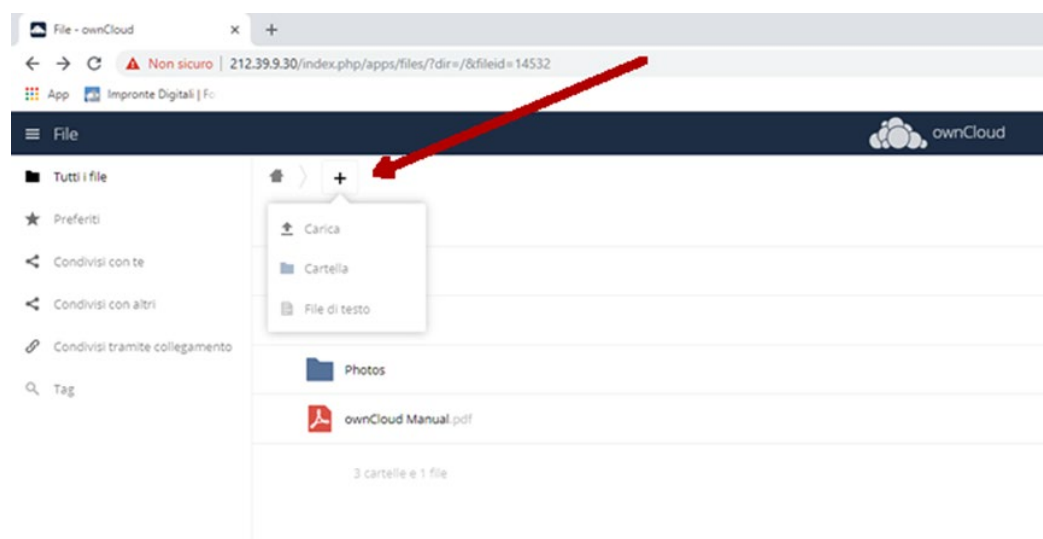 File - ownCloud
Non sicuro | 212.39.9.30/index.php/apps/files/?dir=/&fileid=14532
App Impronte Digitali | Fo
File
ownCloud
Tutti i file
Preferiti
Condivisi con te
Condivisi con altri
Condivisi tramite collegamento
Tag
Carica
Cartella
File di testo
Photos
ownCloud Manual.pdf
3 cartelle e 1 file